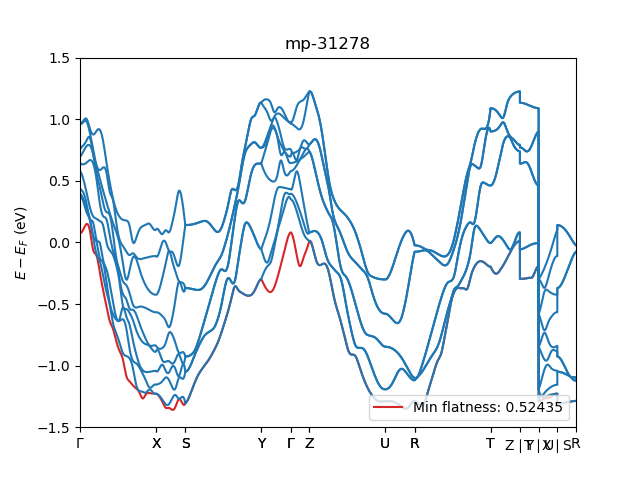 mp-31278
E − E_F (eV)
1.5
1.0
0.5
0.0
−0.5
−1.0
−1.5
Min flatness: 0.52435
Γ X S Y Γ Z U R T Z|T Y|X U|S R